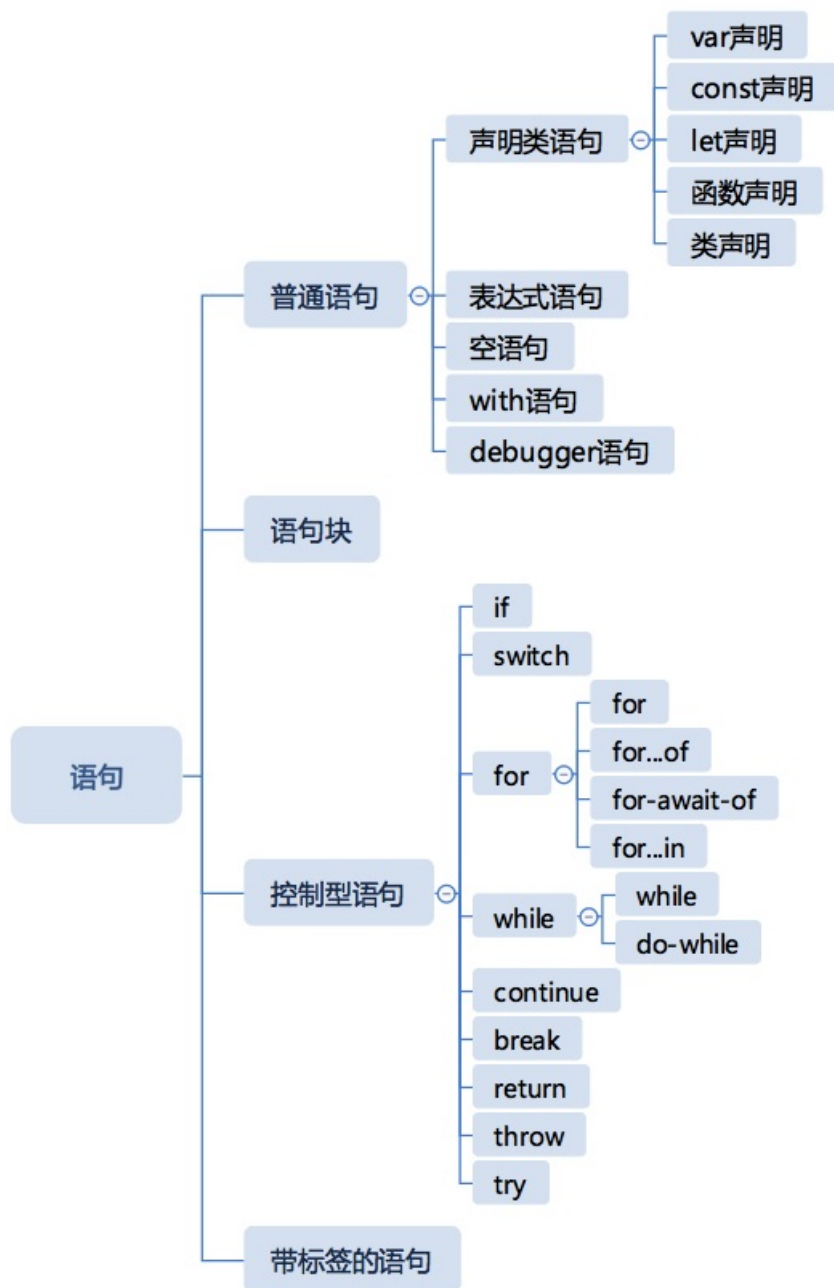 语句
普通语句
声明类语句
var声明
const声明
let声明
函数声明
类声明
表达式语句
空语句
with语句
debugger语句
语句块
控制型语句
if
switch
for
for
for...of
for-await-of
for...in
while
while
do-while
continue
break
return
throw
try
带标签的语句